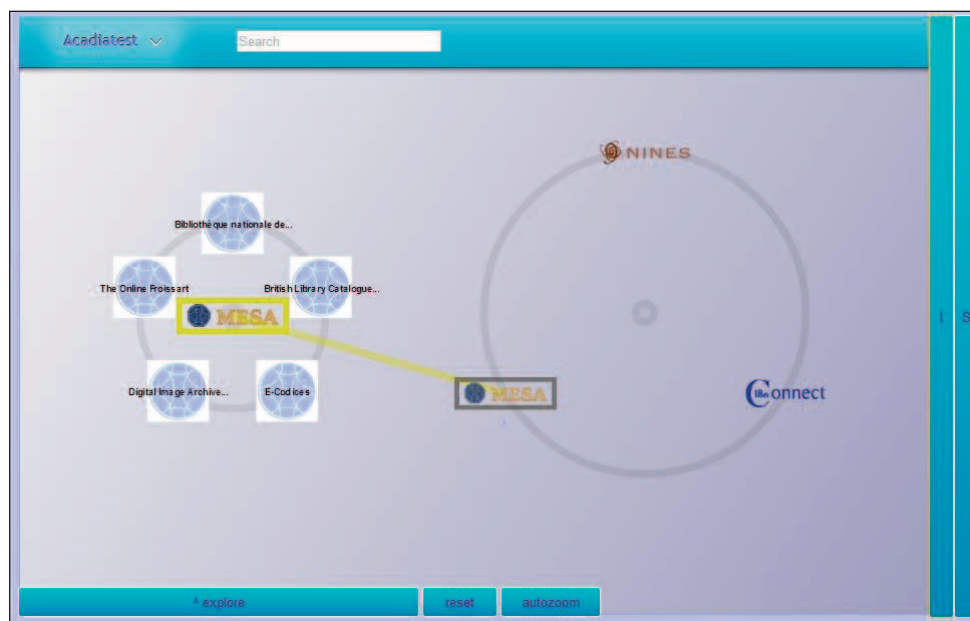 Acadiatest
Search
NINES
Bibliothèque nationale de...
The Online Froissart
British Library Catalogue...
MESA
Digital Image Archive...
E-Codices
MESA
18th Connect
^ explore
reset
autozoom
S